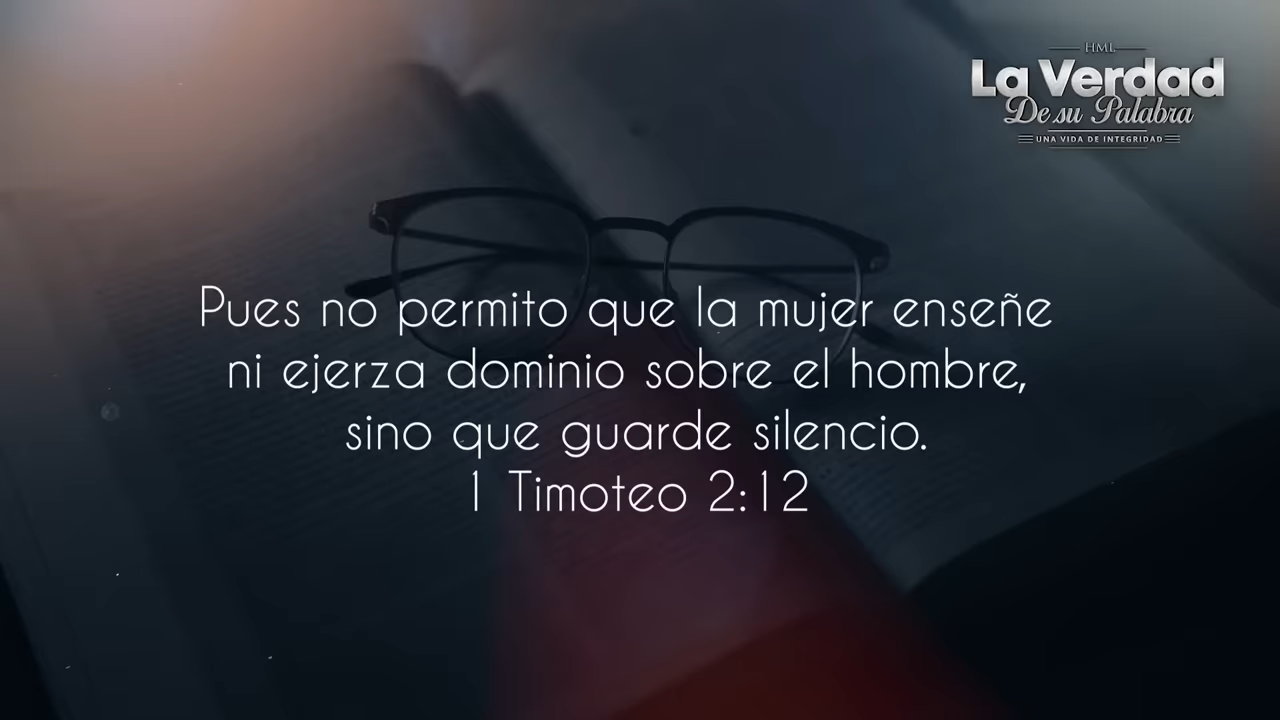 HML
La Verdad
De su Palabra
UNA VIDA DE INTEGRIDAD
Pues no permito que la mujer enseñe
ni ejerza dominio sobre el hombre,
sino que guarde silencio.
1 Timoteo 2:12